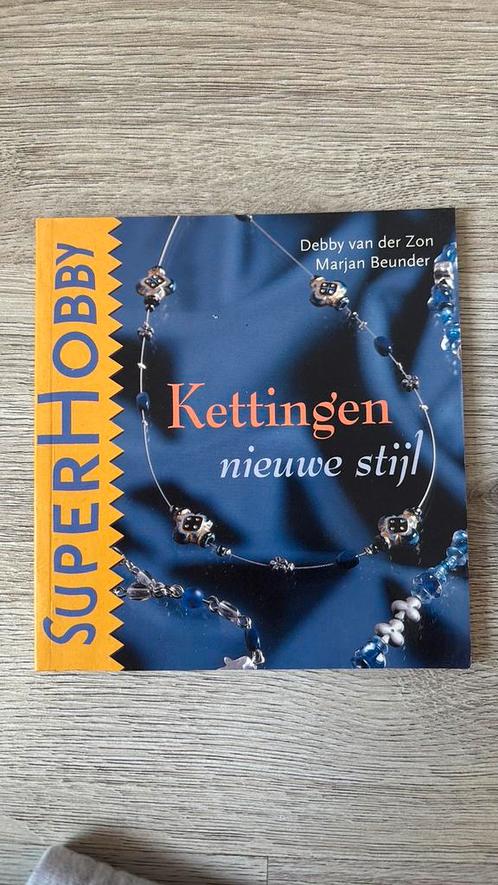 SUPERHOBBY
Debby van der Zon
Marjan Beunder
Kettingen
nieuwe stijl